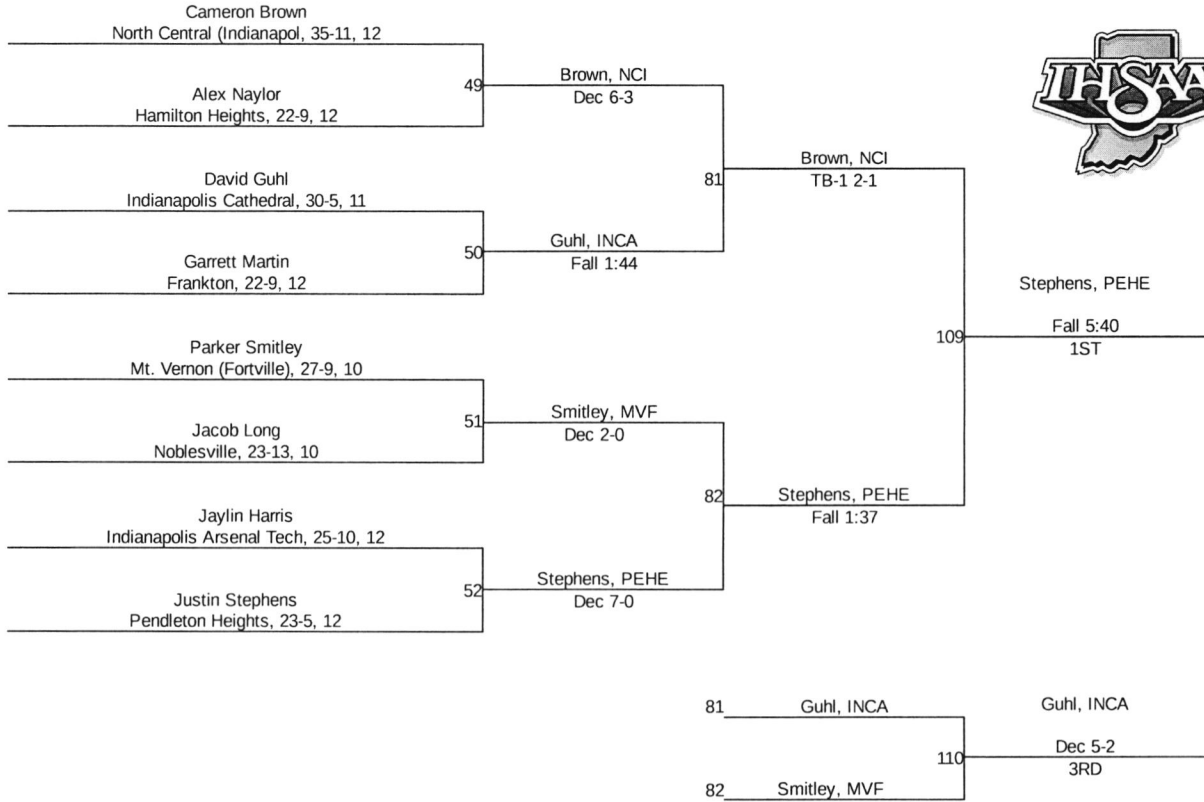 Cameron Brown
North Central (Indianapol, 35-11, 12
Alex Naylor
Hamilton Heights, 22-9, 12
49
Brown, NCI
Dec 6-3
David Guhl
Indianapolis Cathedral, 30-5, 11
Garrett Martin
Frankton, 22-9, 12
50
Guhl, INCA
Fall 1:44
81
Brown, NCI
TB-1 2-1
Parker Smitley
Mt. Vernon (Fortville), 27-9, 10
Jacob Long
Noblesville, 23-13, 10
51
Smitley, MVF
Dec 2-0
Jaylin Harris
Indianapolis Arsenal Tech, 25-10, 12
Justin Stephens
Pendleton Heights, 23-5, 12
52
Stephens, PEHE
Dec 7-0
82
Stephens, PEHE
Fall 1:37
109
Stephens, PEHE
Fall 5:40
1ST
81
Guhl, INCA
82
Smitley, MVF
110
Guhl, INCA
Dec 5-2
3RD
IHSAA